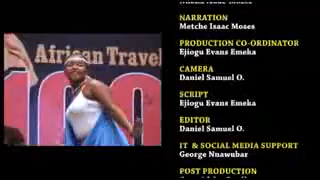 African Travel
100
NARRATION
Metche Isaac Moses
PRODUCTION CO-ORDINATOR
Ejiogu Evans Emeka
CAMERA
Daniel Samuel O.
SCRIPT
Ejiogu Evans Emeka
EDITOR
Daniel Samuel O.
IT & SOCIAL MEDIA SUPPORT
George Nnawubar
POST PRODUCTION